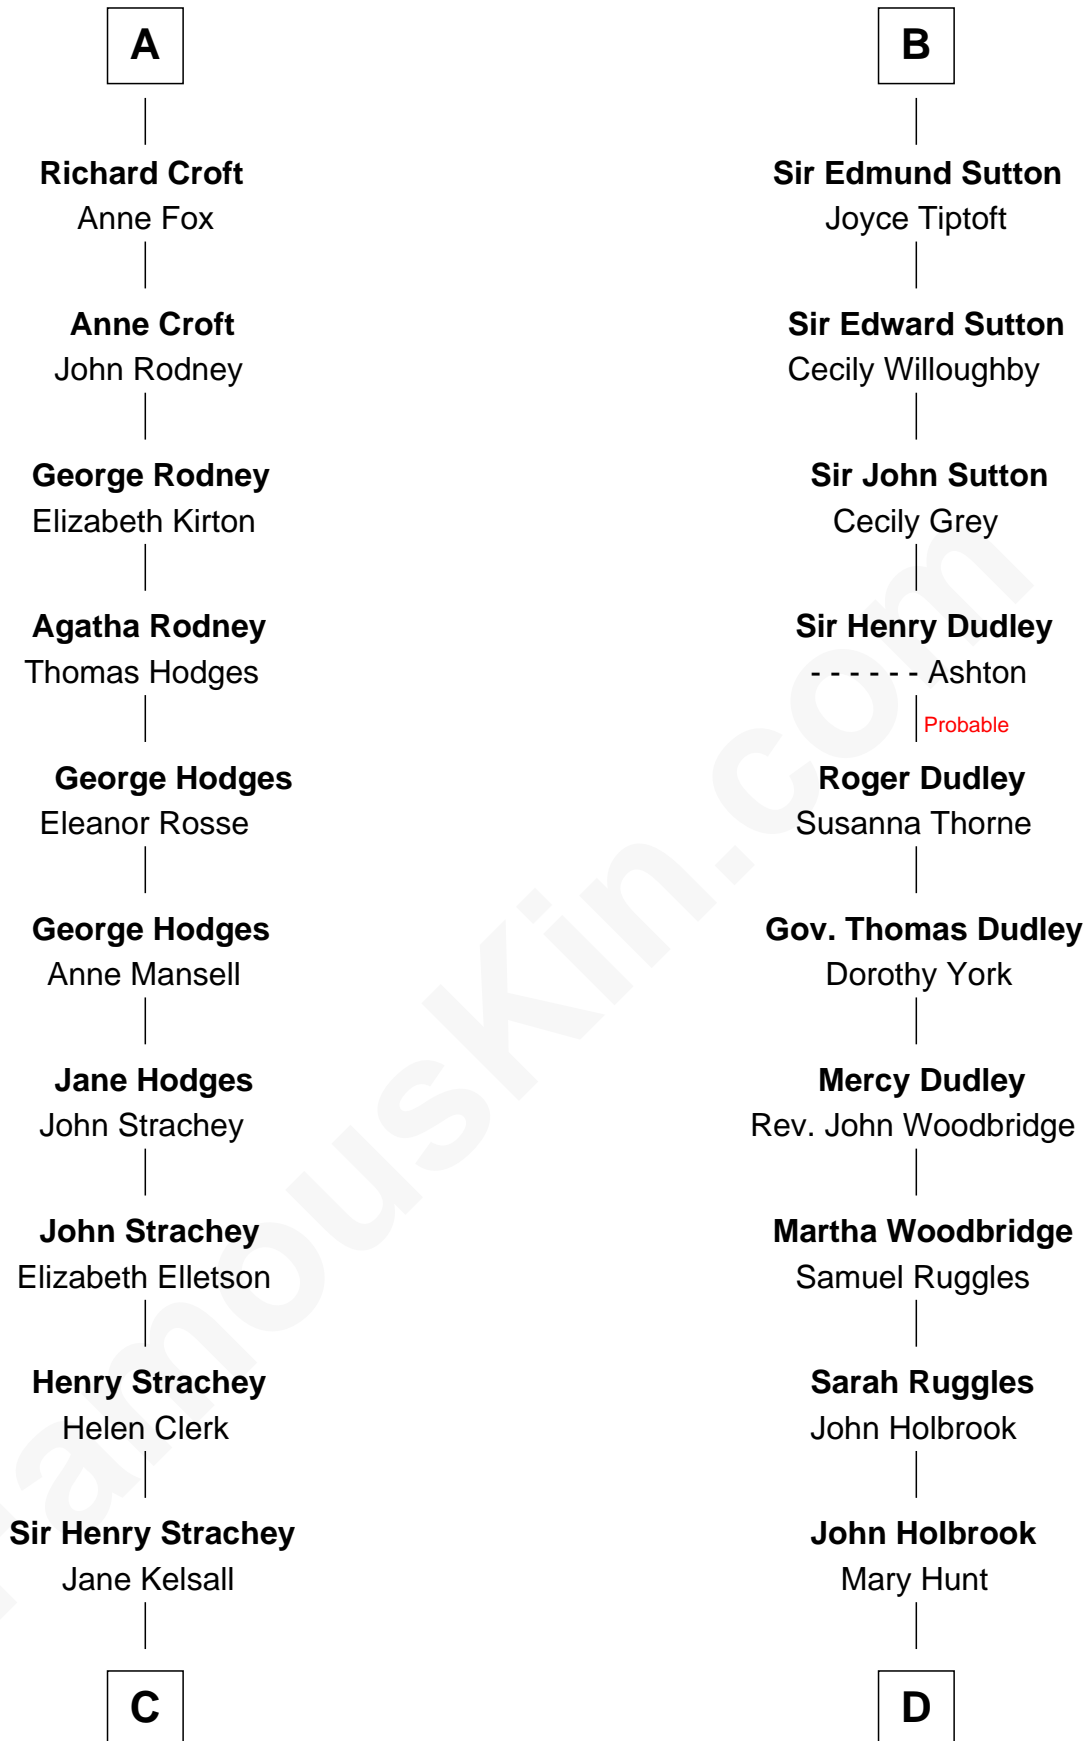 A
Richard Croft
Anne Fox
Anne Croft
John Rodney
George Rodney
Elizabeth Kirton
Agatha Rodney
Thomas Hodges
George Hodges
Eleanor Rosse
George Hodges
Anne Mansell
Jane Hodges
John Strachey
John Strachey
Elizabeth Elletson
Henry Strachey
Helen Clerk
Sir Henry Strachey
Jane Kelsall
C
B
Sir Edmund Sutton
Joyce Tiptoft
Sir Edward Sutton
Cecily Willoughby
Sir John Sutton
Cecily Grey
Sir Henry Dudley
- - - - - - Ashton
Probable
Roger Dudley
Susanna Thorne
Gov. Thomas Dudley
Dorothy York
Mercy Dudley
Rev. John Woodbridge
Martha Woodbridge
Samuel Ruggles
Sarah Ruggles
John Holbrook
John Holbrook
Mary Hunt
D
FamousKin.com